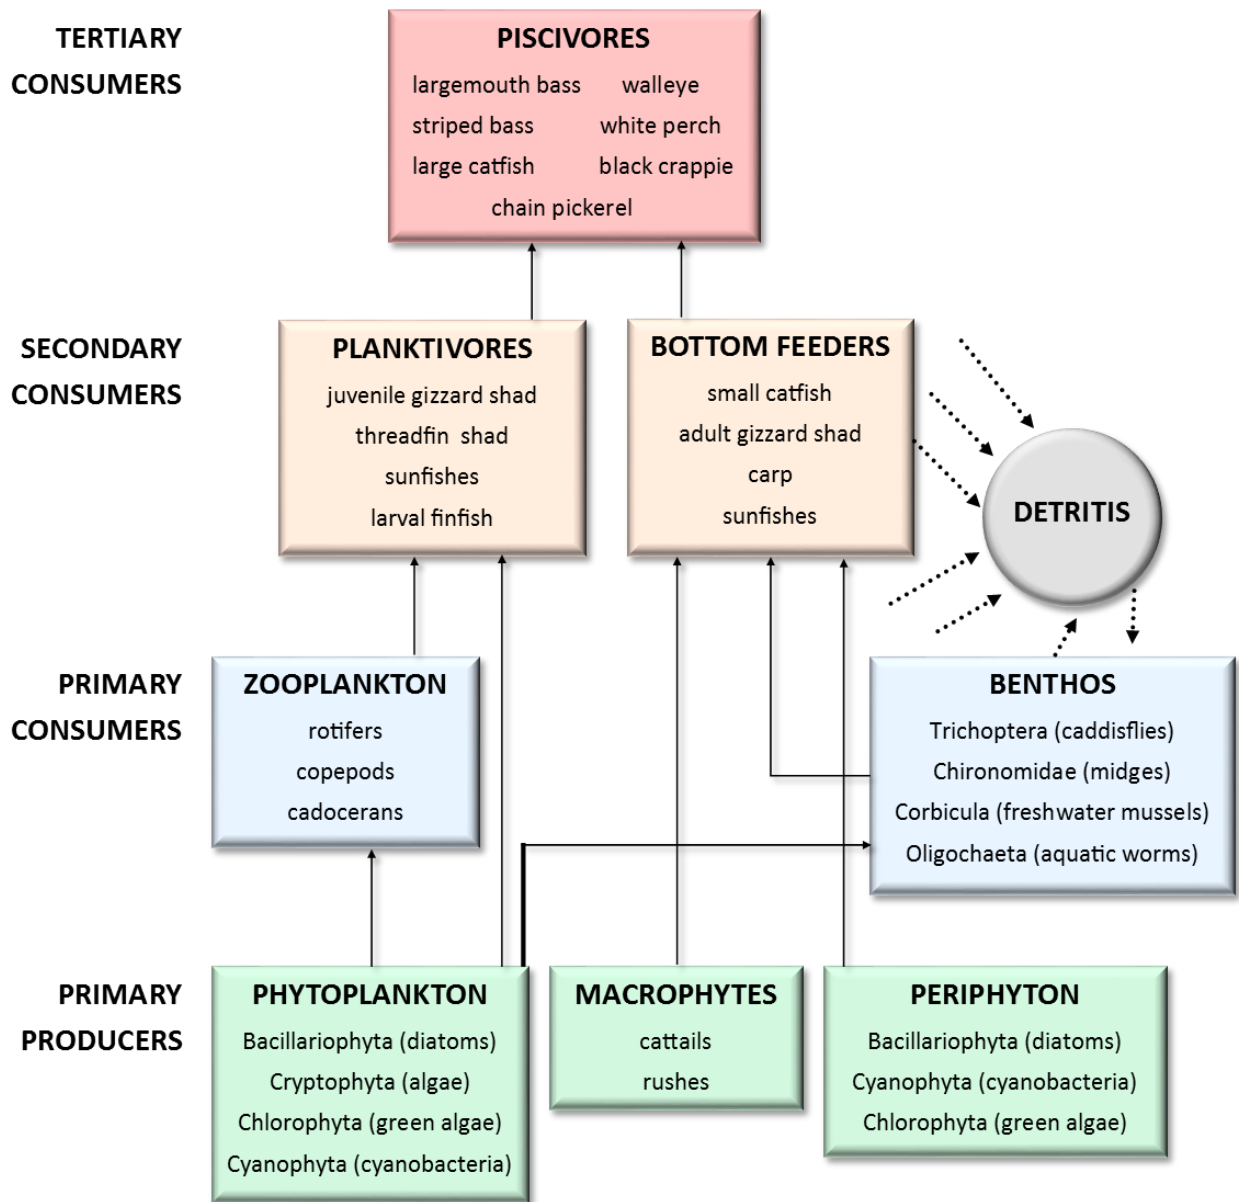 TERTIARY
CONSUMERS
PISCIVORES
largemouth bass walleye
striped bass white perch
large catfish black crappie
chain pickerel
SECONDARY
CONSUMERS
PLANKTIVORES
juvenile gizzard shad
threadfin shad
sunfishes
larval finfish
BOTTOM FEEDERS
small catfish
adult gizzard shad
carp
sunfishes
DETRITIS
PRIMARY
CONSUMERS
ZOOPLANKTON
rotifers
copepods
cadocerans
BENTHOS
Trichoptera (caddisflies)
Chironomidae (midges)
Corbicula (freshwater mussels)
Oligochaeta (aquatic worms)
PRIMARY
PRODUCERS
PHYTOPLANKTON
Bacillariophyta (diatoms)
Cryptophyta (algae)
Chlorophyta (green algae)
Cyanophyta (cyanobacteria)
MACROPHYTES
cattails
rushes
PERIPHYTON
Bacillariophyta (diatoms)
Cyanophyta (cyanobacteria)
Chlorophyta (green algae)